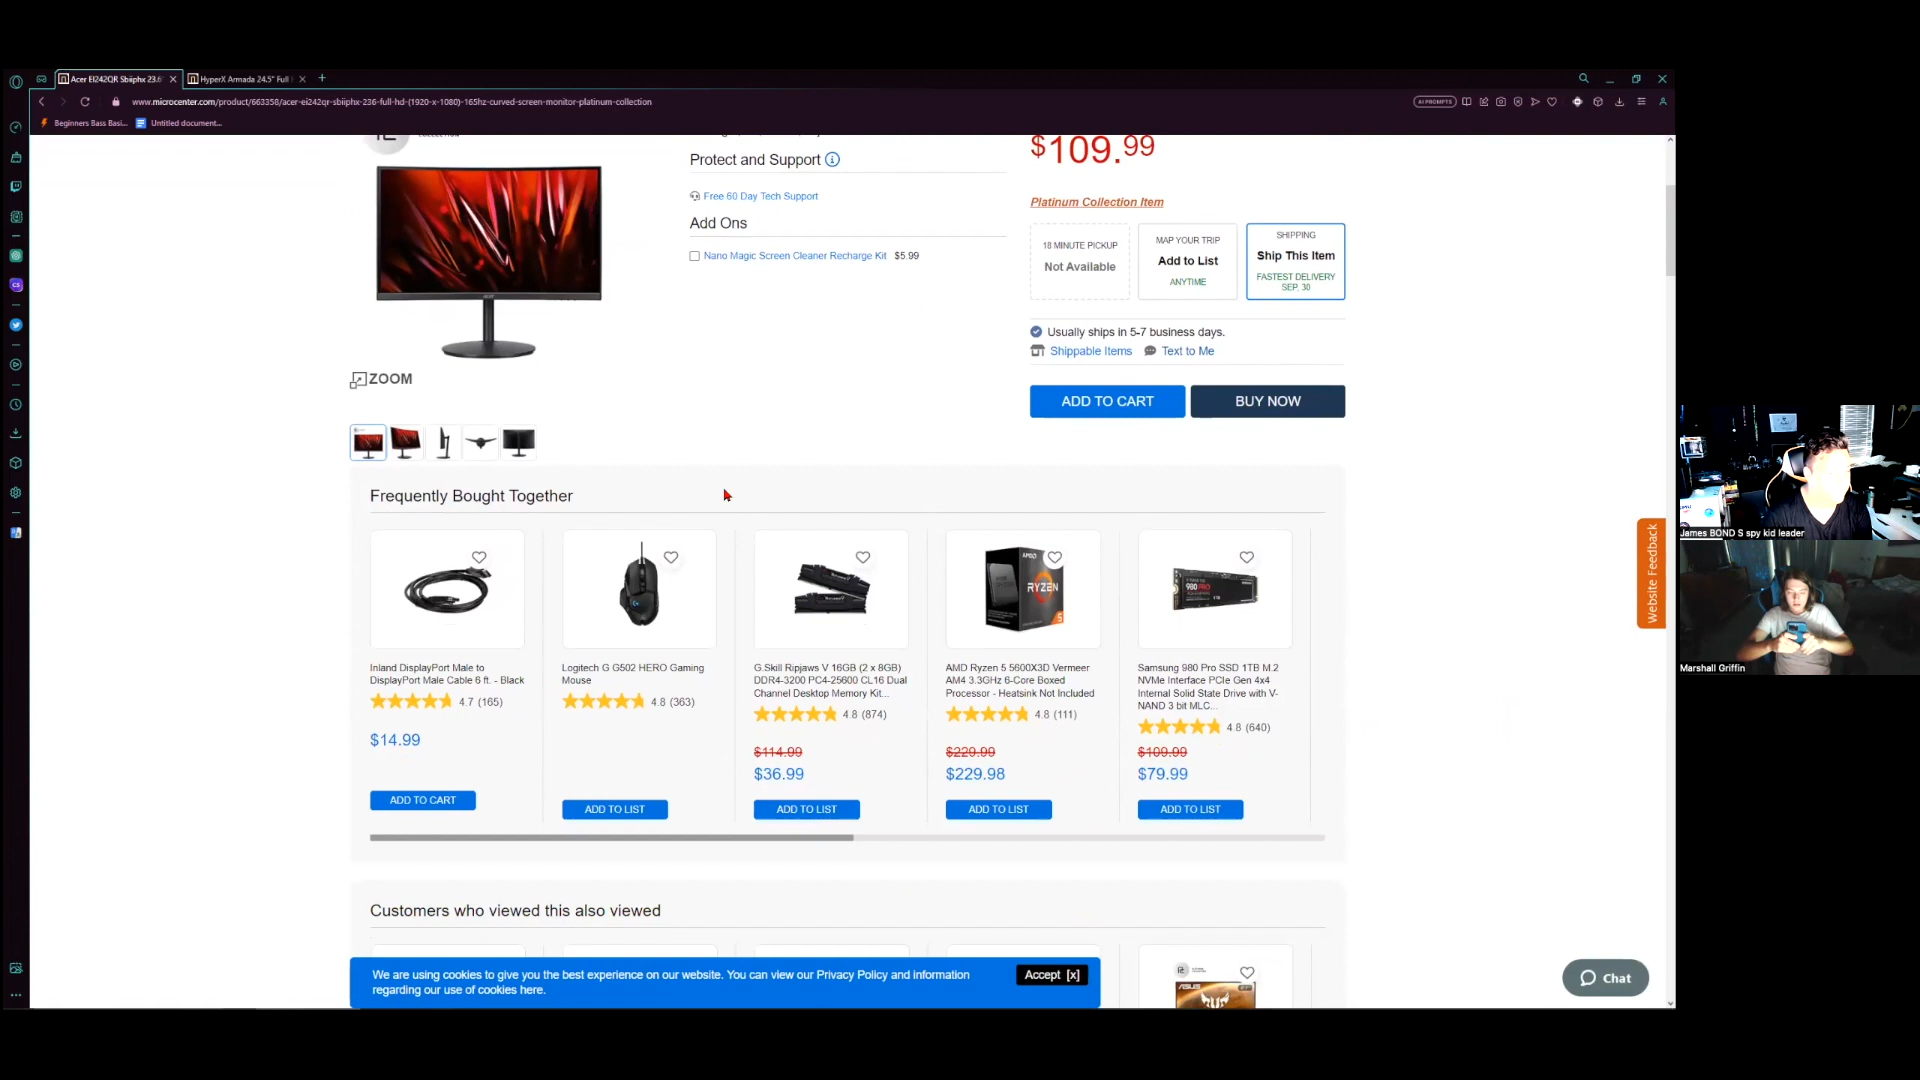 Acer EI242QR Sbiiphx 23.6"
HyperX Armada 24.5" Full
www.microcenter.com/product/663358/acer-ei242qr-sbiiphx-236-full-hd-(1920-x-1080)-165hz-curved-screen-monitor-platinum-collection
AI PROMPTS
Beginners Bass Basi...
Untitled document...
$109.99
Protect and Support
Free 60 Day Tech Support
Add Ons
Nano Magic Screen Cleaner Recharge Kit $5.99
Platinum Collection Item
18 MINUTE PICKUP
Not Available
MAP YOUR TRIP
Add to List
ANYTIME
SHIPPING
Ship This Item
FASTEST DELIVERY
SEP. 30
Usually ships in 5-7 business days.
Shippable Items
Text to Me
ZOOM
ADD TO CART
BUY NOW
Frequently Bought Together
Inland DisplayPort Male to
DisplayPort Male Cable 6 ft. - Black
4.7 (165)
$14.99
ADD TO CART
Logitech G G502 HERO Gaming
Mouse
4.8 (363)
ADD TO LIST
G.Skill Ripjaws V 16GB (2 x 8GB)
DDR4-3200 PC4-25600 CL16 Dual
Channel Desktop Memory Kit...
4.8 (874)
$114.99
$36.99
ADD TO LIST
RYZEN
5
AMD Ryzen 5 5600X3D Vermeer
AM4 3.3GHz 6-Core Boxed
Processor - Heatsink Not Included
4.8 (111)
$229.99
$229.98
ADD TO LIST
980 PRO
Samsung 980 Pro SSD 1TB M.2
NVMe Interface PCIe Gen 4x4
Internal Solid State Drive with V-
NAND 3 bit MLC...
4.8 (640)
$109.99
$79.99
ADD TO LIST
Customers who viewed this also viewed
We are using cookies to give you the best experience on our website. You can view our Privacy Policy and information
regarding our use of cookies here.
Accept [x]
ASUS
Chat
Website Feedback
James BOND S spy kid leader
Marshall Griffin
CS